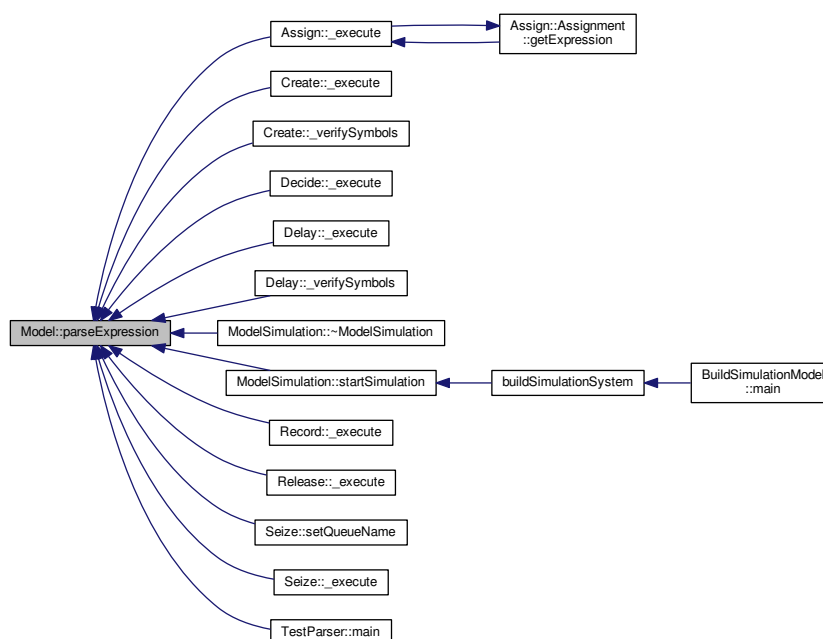 Assign::_execute
Assign::Assignment
::getExpression
Create::_execute
Create::_verifySymbols
Decide::_execute
Delay::_execute
Delay::_verifySymbols
Model::parseExpression
ModelSimulation::~ModelSimulation
ModelSimulation::startSimulation
buildSimulationSystem
BuildSimulationModel
::main
Record::_execute
Release::_execute
Seize::setQueueName
Seize::_execute
TestParser::main